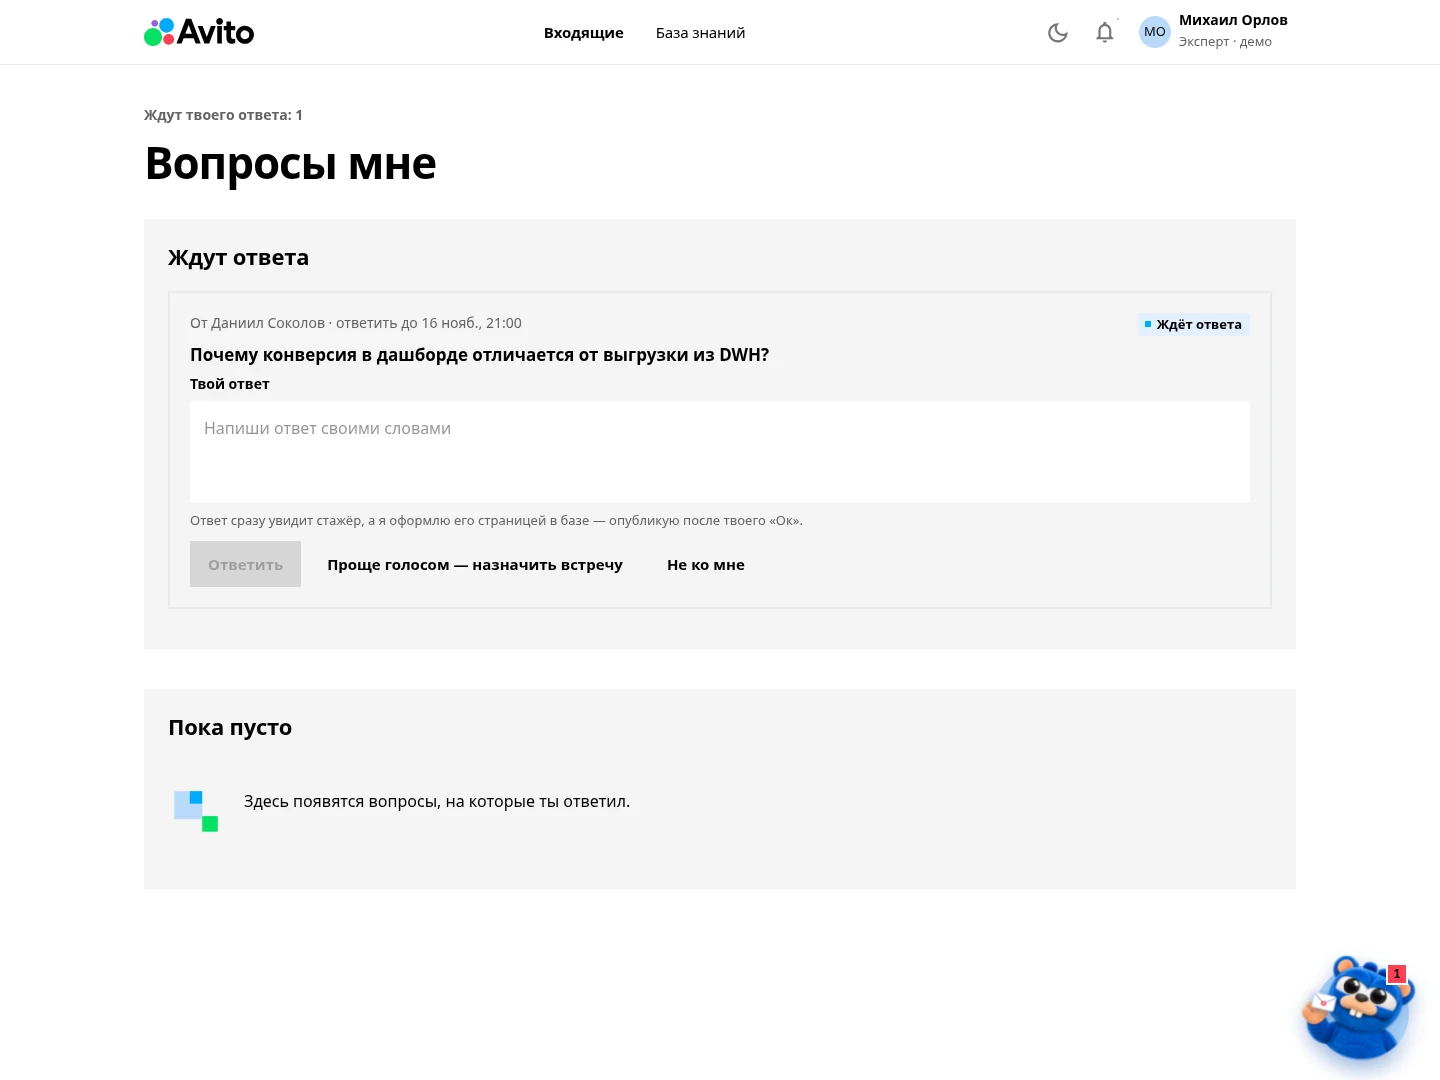 Avito
Входящие
База знаний
МО
Михаил Орлов
Эксперт · демо
Ждут твоего ответа: 1
Вопросы мне
Ждут ответа
От Даниил Соколов · ответить до 16 нояб., 21:00
Ждёт ответа
Почему конверсия в дашборде отличается от выгрузки из DWH?
Твой ответ
Напиши ответ своими словами
Ответ сразу увидит стажёр, а я оформлю его страницей в базе — опубликую после твоего «Ок».
Ответить
Проще голосом — назначить встречу
Не ко мне
Пока пусто
Здесь появятся вопросы, на которые ты ответил.
1